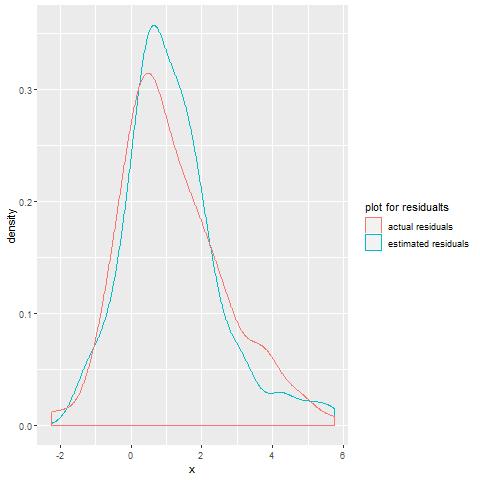 0.3
0.2
0.1
0.0
density
-2
0
2
4
6
x
plot for residualts
actual residuals
estimated residuals